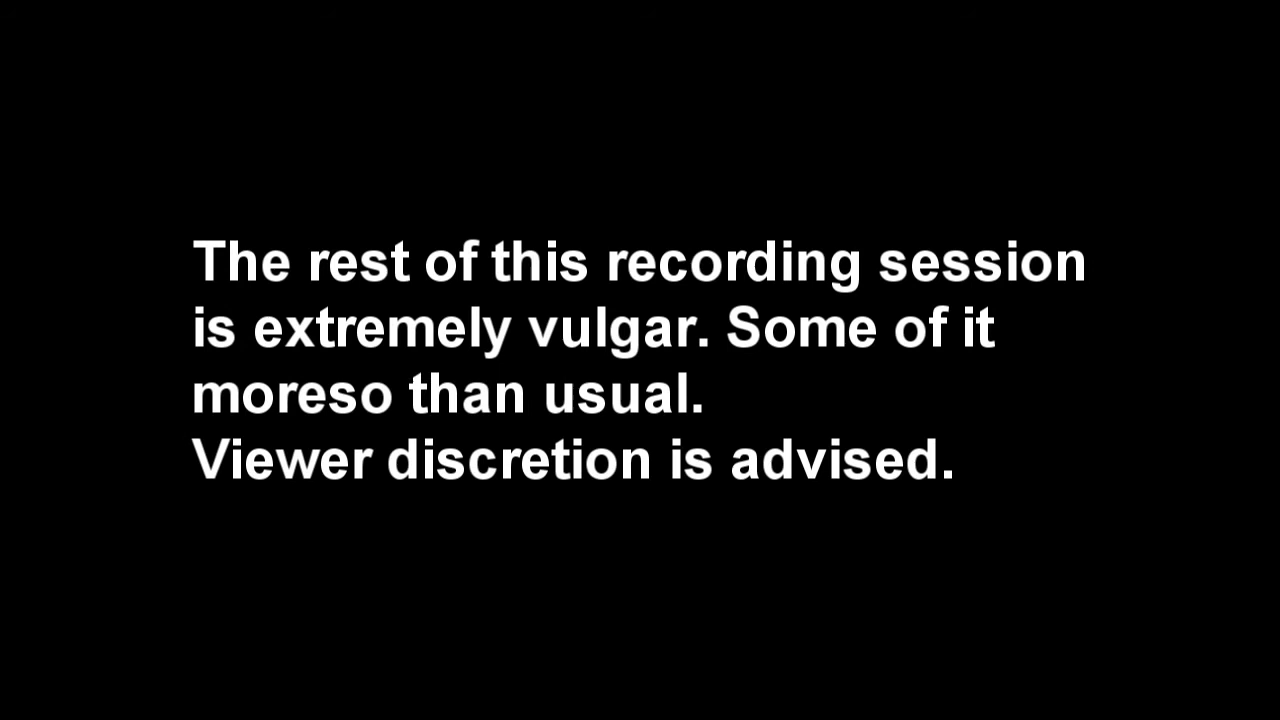 The rest of this recording session
is extremely vulgar. Some of it
moreso than usual.
Viewer discretion is advised.